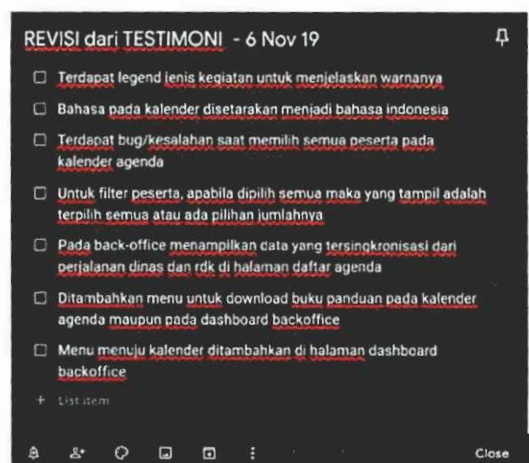 REVISI dari TESTIMONI - 6 Nov 19
Terdapat legend jenis kegiatan untuk menjelaskan warnanya
Bahasa pada kalender disetarakan menjadi bahasa indonesia
Terdapat bug/kesalahan saat memilih semua peserta pada
kalender agenda
Untuk filter peserta, apabila dipilih semua maka yang tampil adalah
terpilih semua atau ada pilihan jumlahnya
Pada back-office menampilkan data yang tersingkronisasi dari
perjalanan dinas dan rdk di halaman daftar agenda
Ditambahkan menu untuk download buku panduan pada kalender
agenda maupun pada dashboard backoffice
Menu menuju kalender ditambahkan di halaman dashboard
backoffice
+ List item
Close